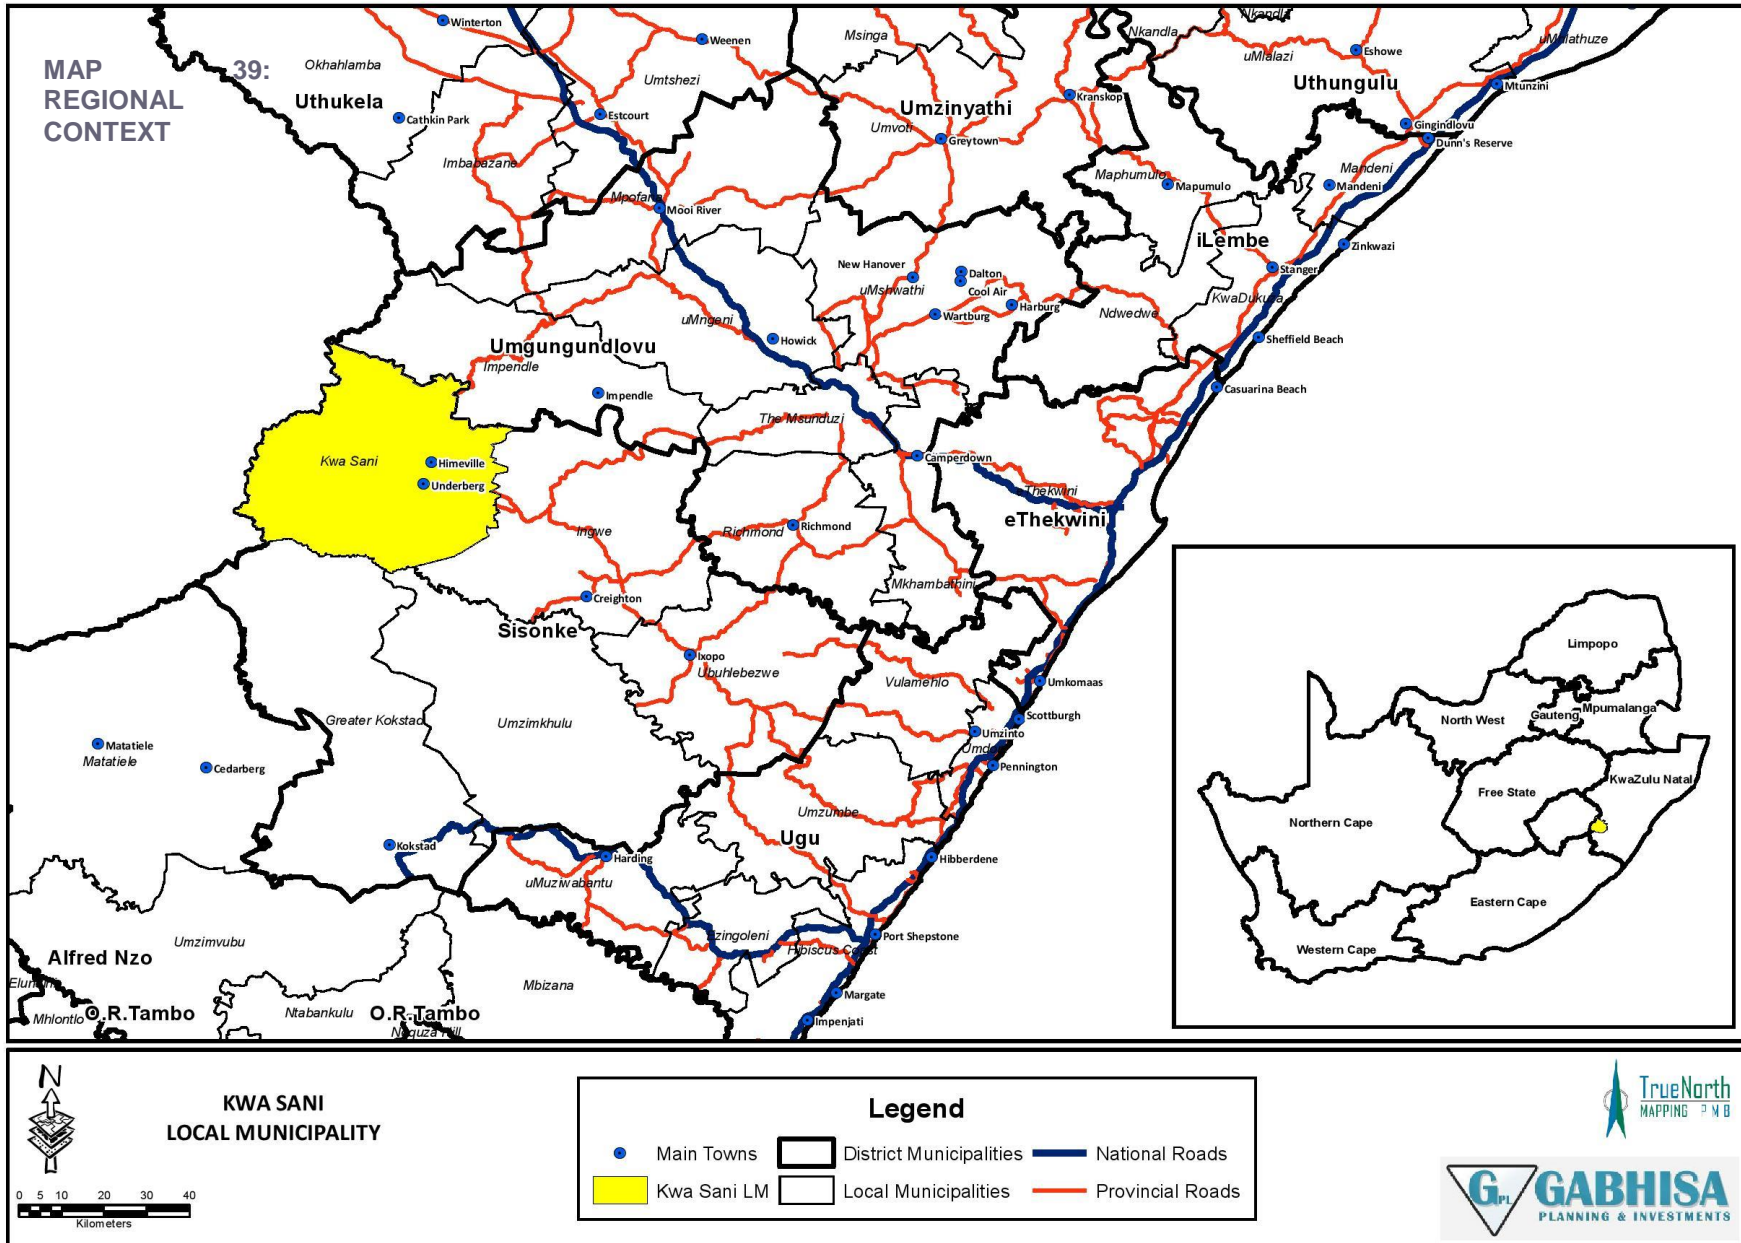 MAP 39:
REGIONAL
CONTEXT
Winterton
Weenen
Msinga
Nkandla
Nkandla
uMlalazi
Eshowe
uMhlathuze
Okhahlamba
Umtshezi
Uthukela
Cathkin Park
Estcourt
Umzinyathi
Umvoti
Greytown
Kranskop
Uthungulu
Mtunzini
Gingindlovu
Dunn's Reserve
Imbabazane
Mpofana
Mooi River
Maphumulo
Mapumulo
Mandeni
Mandeni
iLembe
Zinkwazi
New Hanover
uMshwathi
Dalton
Cool Air
Stanger
KwaDukuza
Wartburg
Harburg
Ndwedwe
uMngeni
Howick
Sheffield Beach
Umgungundlovu
Impendle
Impendle
Casuarina Beach
The Msunduzi
Kwa Sani
Himeville
Underberg
Camperdown
eThekwini
eThekwini
Ingwe
Richmond
Richmond
Mkhambathini
Creighton
Sisonke
Ixopo
Ubuhlebezwe
Vulamehlo
Umkomaas
Scottburgh
Greater Kokstad
Umzimkhulu
Umzinto
Pennington
Matatiele
Matatiele
Cedarberg
Umzumbe
Ugu
Kokstad
Harding
Hibberdene
uMuziwabantu
Ezingoleni
Hibiscus Coast
Port Shepstone
Umzimvubu
Alfred Nzo
Mbizana
Margate
Mhlontlo
O.R.Tambo
Ntabankulu
O.R.Tambo
Impenjati
Limpopo
North West
Gauteng
Mpumalanga
Free State
KwaZulu Natal
Northern Cape
Eastern Cape
Western Cape
N
KWA SANI
LOCAL MUNICIPALITY
0 5 10 20 30 40
Kilometers
Legend
Main Towns
District Municipalities
National Roads
Kwa Sani LM
Local Municipalities
Provincial Roads
TrueNorth
MAPPING PMB
GPL
GABHISA
PLANNING & INVESTMENTS